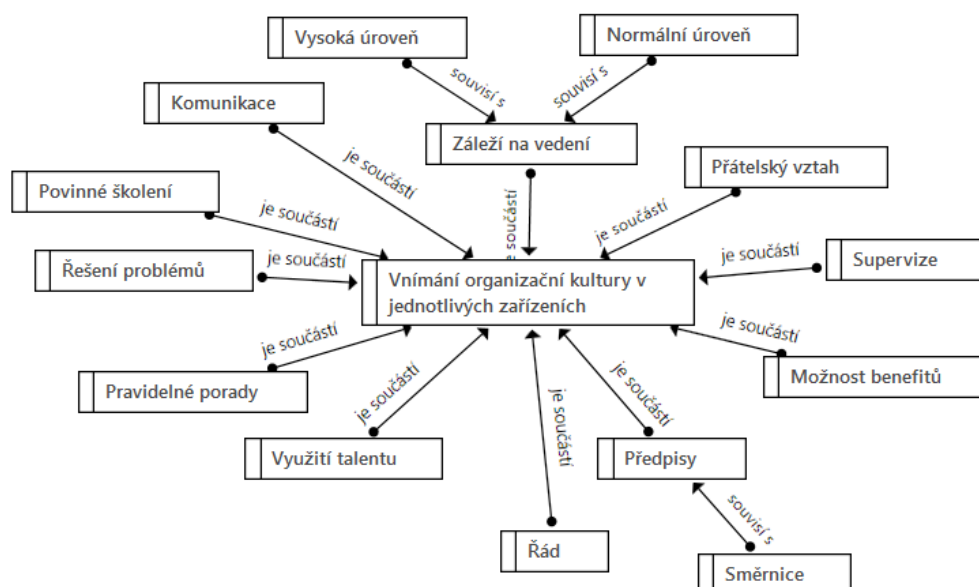 Vysoká úroveň
Normální úroveň
souvisí s
souvisí s
Komunikace
Záleží na vedení
je součástí
Přátelský vztah
Povinné školení
je součástí
je součástí
je součástí
Řešení problémů
je součástí
Vnímání organizační kultury v
jednotlivých zařízeních
Supervize
je součástí
Pravidelné porady
Možnost benefitů
je součástí
Využití talentu
je součástí
je součástí
Předpisy
souvisí s
Řád
Směrnice